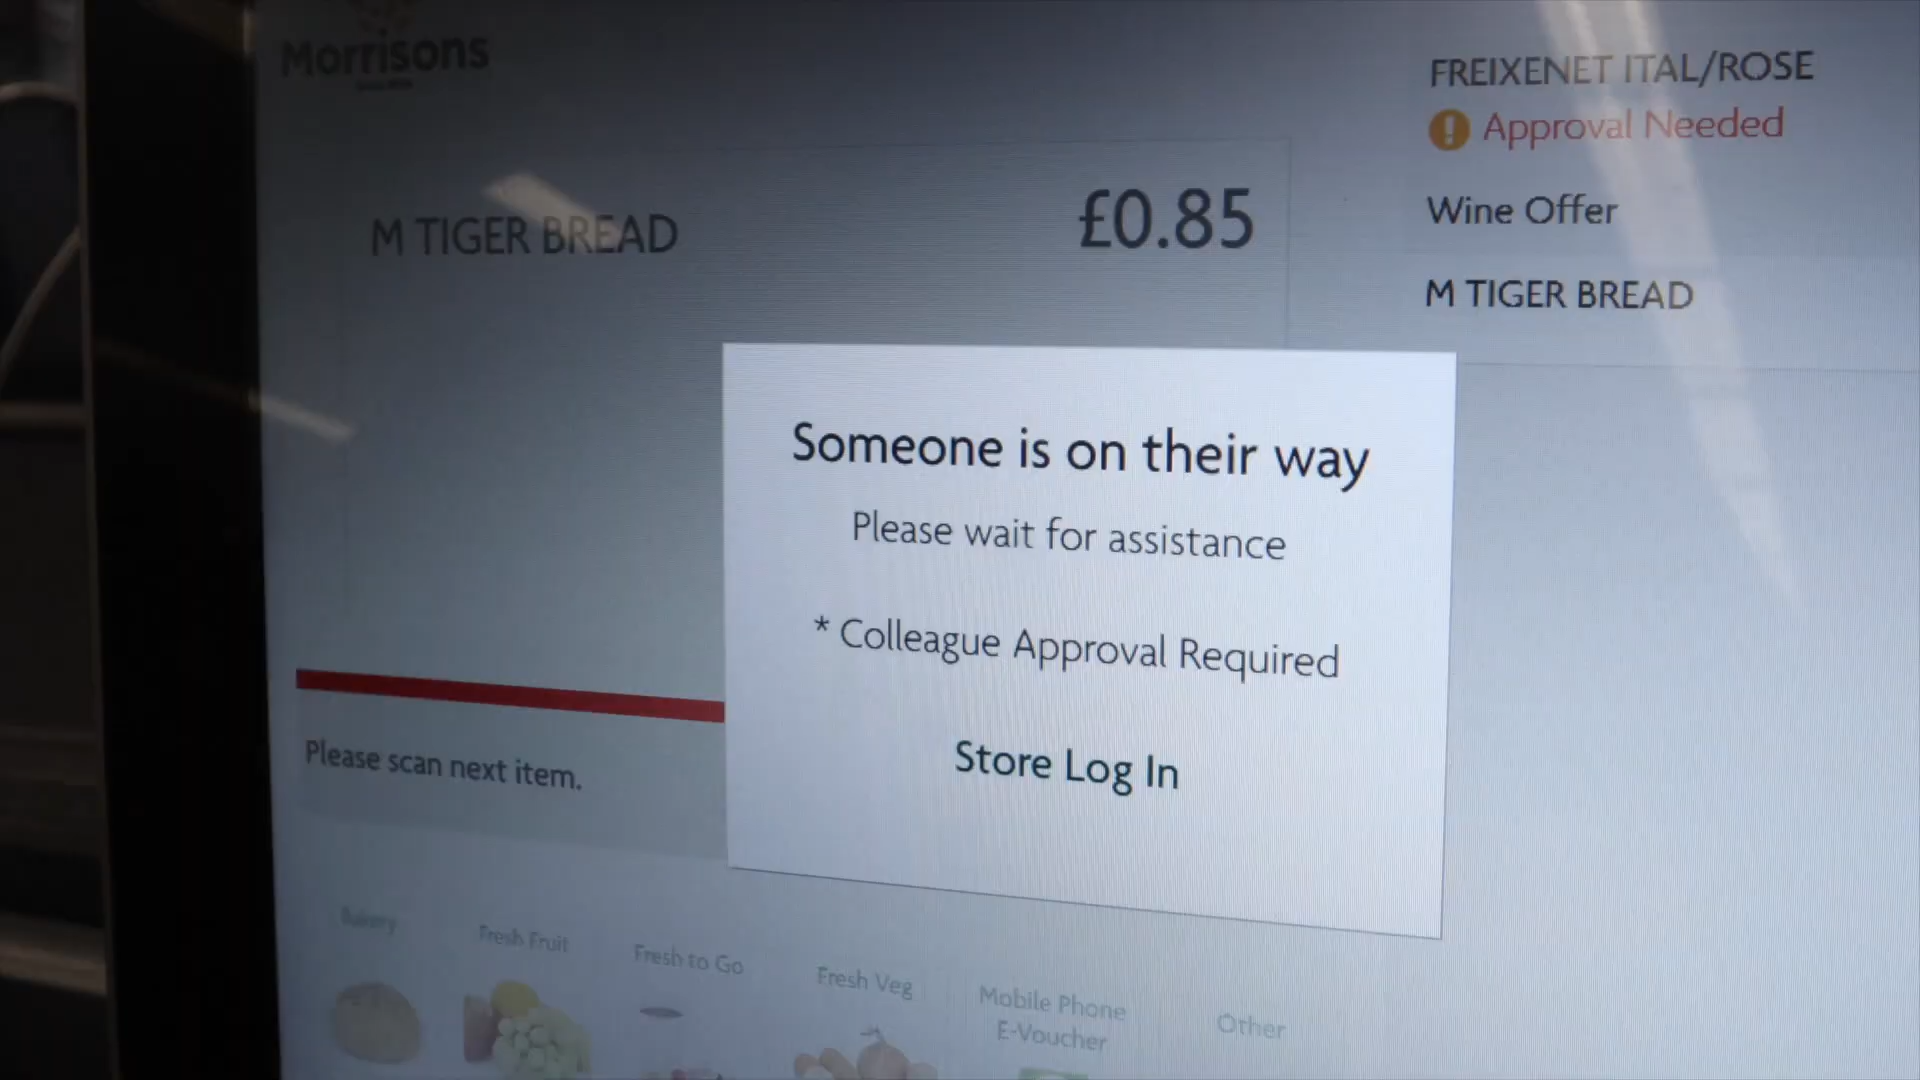 Morrisons
FREIXENET ITAL/ROSE
Approval Needed
Wine Offer
M TIGER BREAD
M TIGER BREAD
£0.85
Someone is on their way
Please wait for assistance
* Colleague Approval Required
Store Log In
Please scan next item.
Bakery
Fresh Fruit
Fresh to Go
Fresh Veg
Mobile Phone
E-Voucher
Other